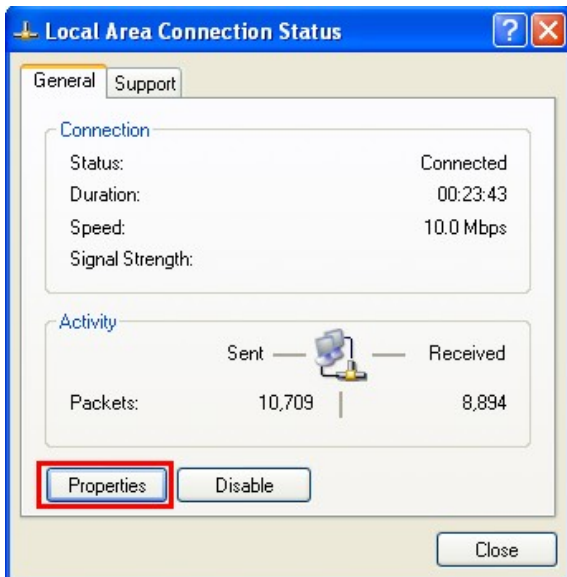 Local Area Connection Status
General Support
Connection
Status: Connected
Duration: 00:23:43
Speed: 10.0 Mbps
Signal Strength:
Activity
Sent Received
Packets: 10,709 8,894
Properties Disable
Close